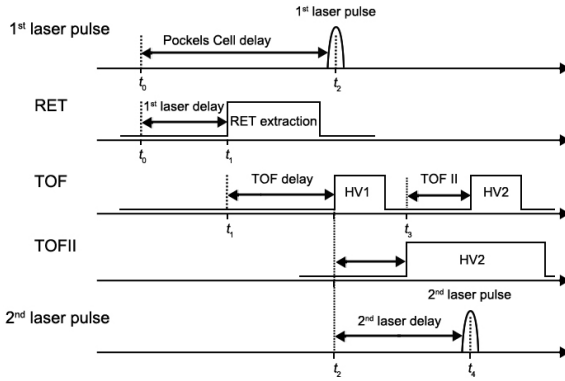 1st laser pulse
1st laser pulse
Pockels Cell delay
t0
t2
RET
1st laser delay
RET extraction
t0
t1
TOF
TOF delay
HV1
TOF II
HV2
t1
t3
TOFII
HV2
2nd laser pulse
2nd laser pulse
2nd laser delay
t2
t4